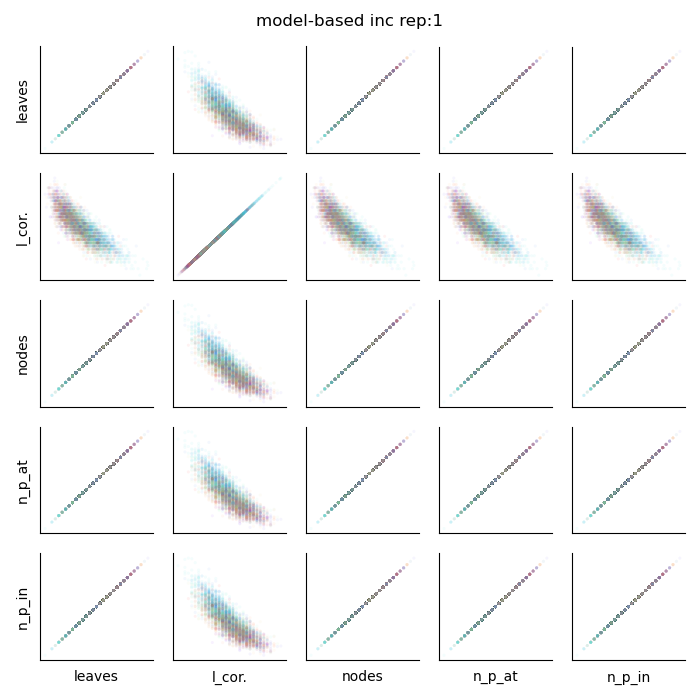 model-based inc rep:1
leaves
l_cor.
nodes
n_p_at
n_p_in
leaves
l_cor.
nodes
n_p_at
n_p_in